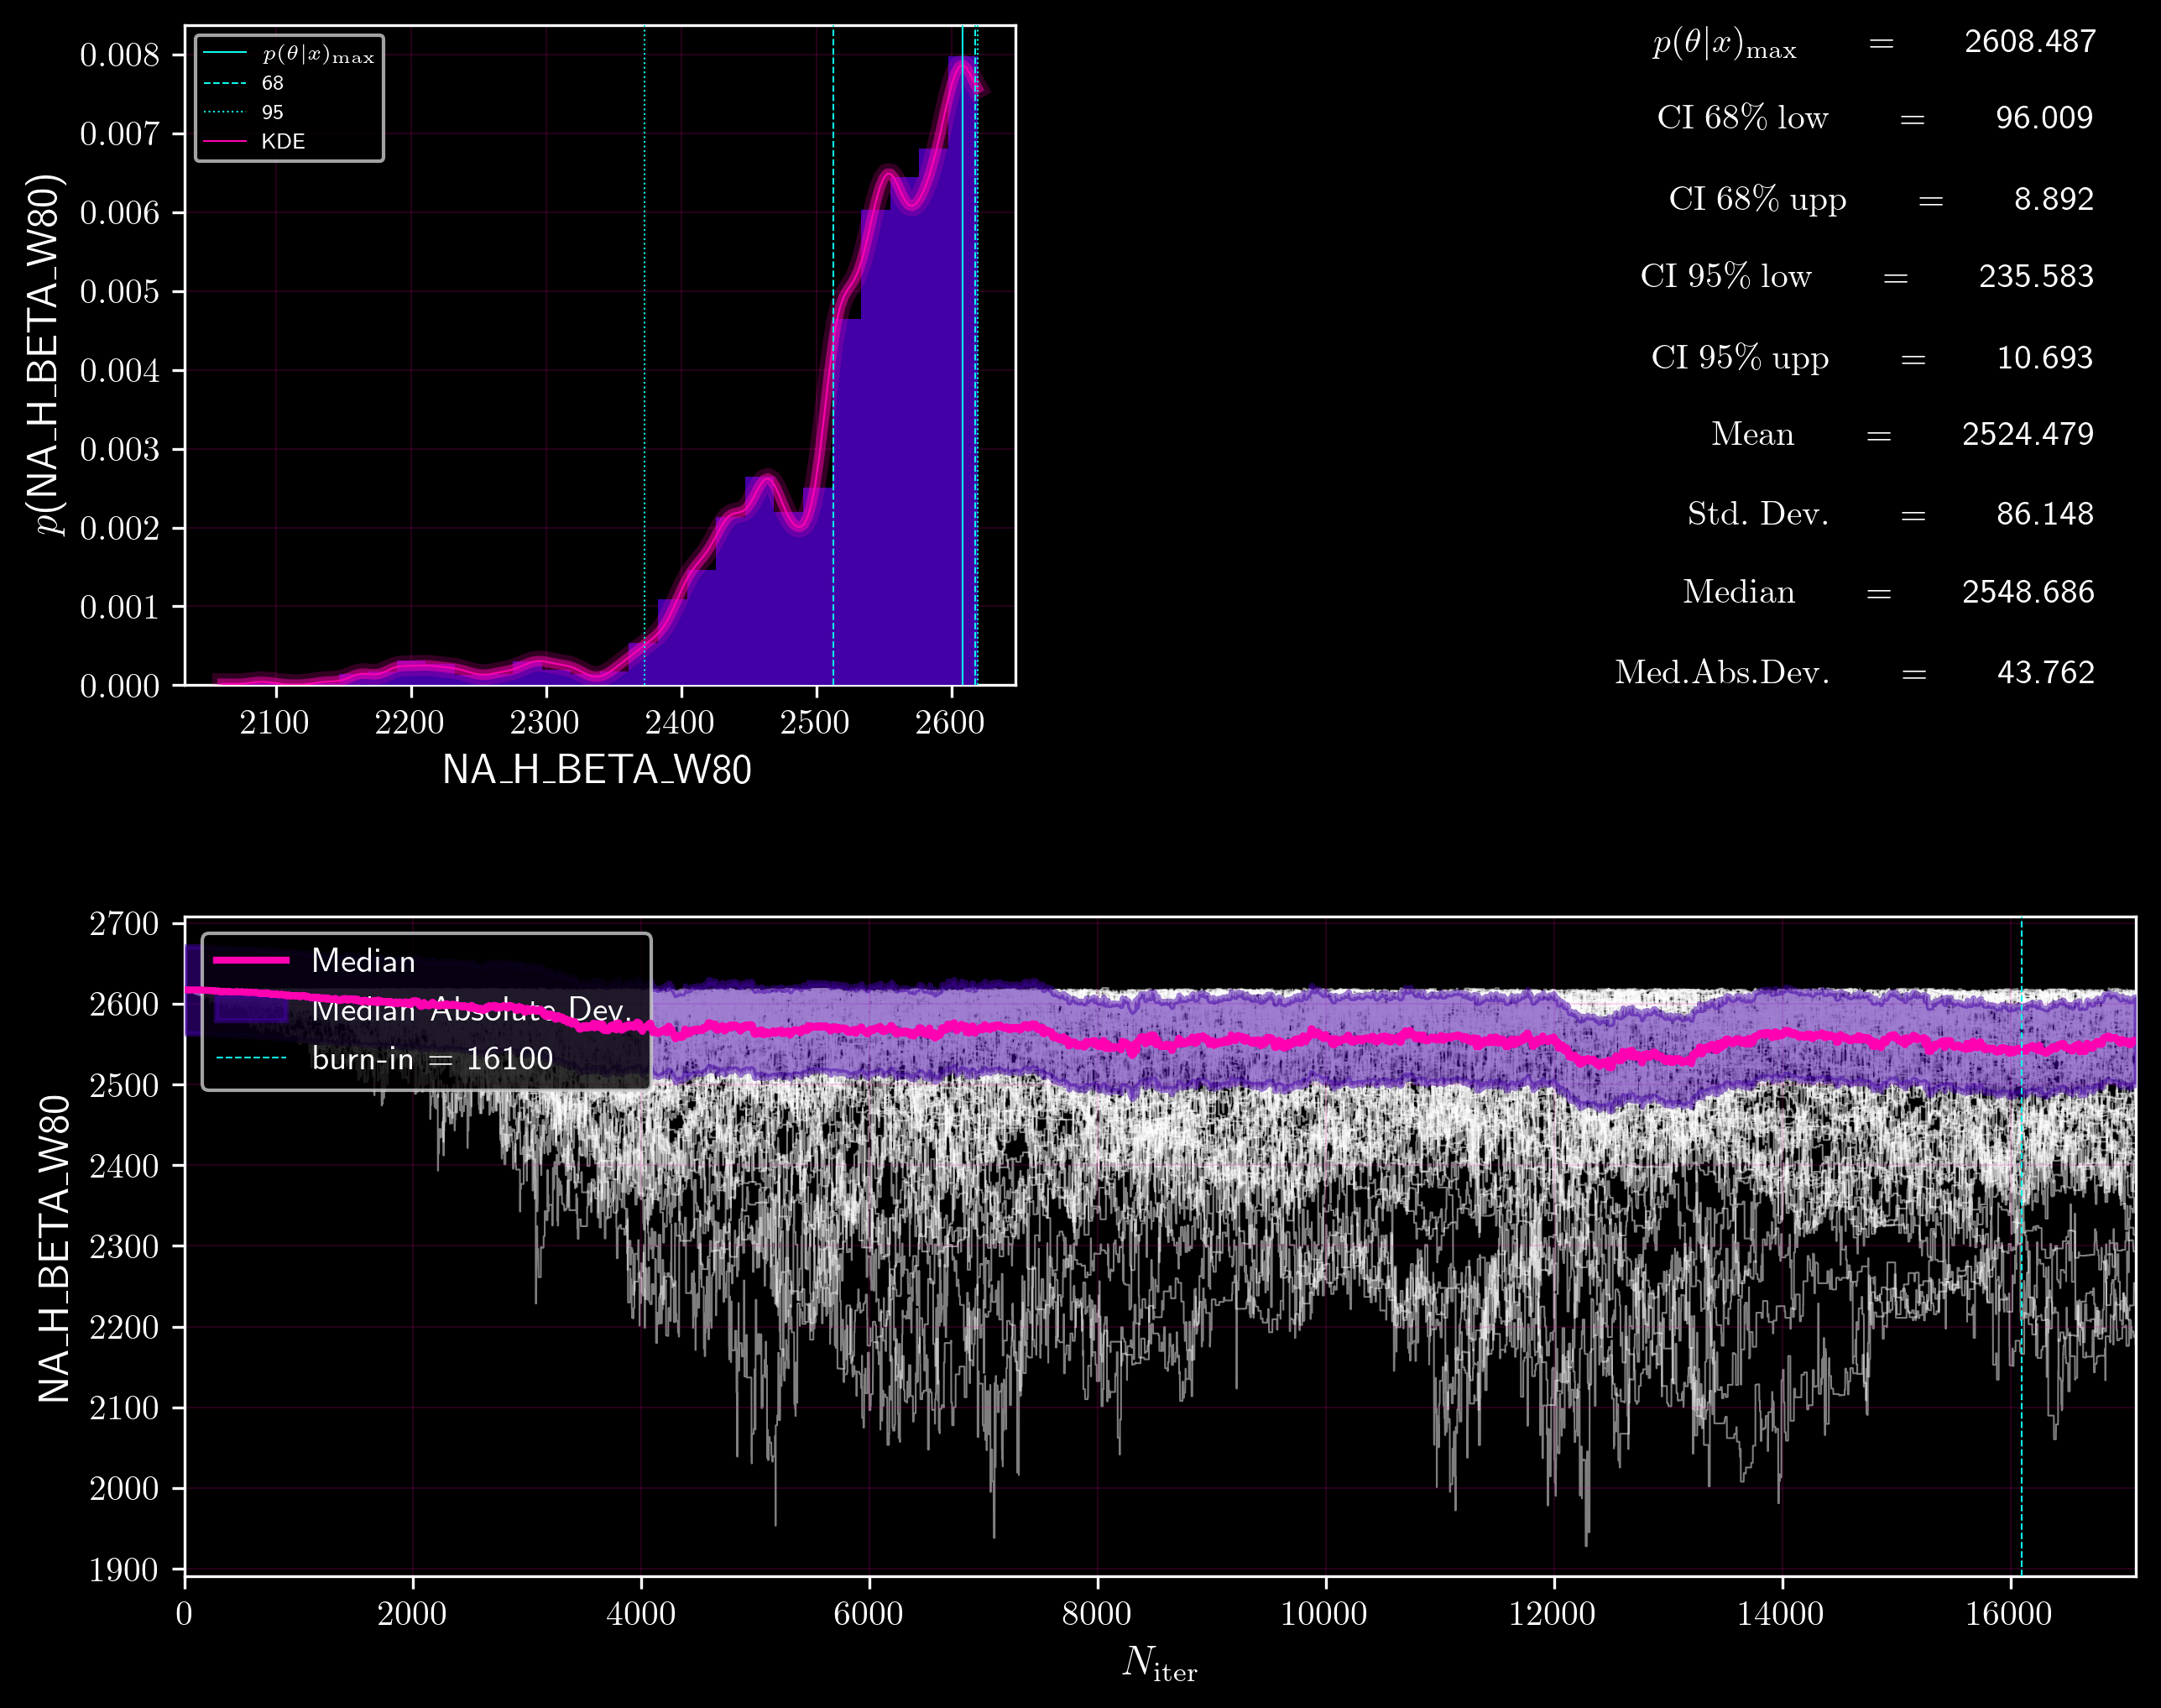 p(θ|x)max
68
95
KDE
0.008
0.007
0.006
0.005
0.004
0.003
0.002
0.001
0.000
p(NA_H_BETA_W80)
2100 2200 2300 2400 2500 2600
NA_H_BETA_W80
p(θ|x)max = 2608.487
CI 68% low = 96.009
CI 68% upp = 8.892
CI 95% low = 235.583
CI 95% upp = 10.693
Mean = 2524.479
Std. Dev. = 86.148
Median = 2548.686
Med.Abs.Dev. = 43.762
Median
Median Absolute Dev.
burn-in = 16100
2700
2600
2500
2400
2300
2200
2100
2000
1900
NA_H_BETA_W80
0 2000 4000 6000 8000 10000 12000 14000 16000
Niter